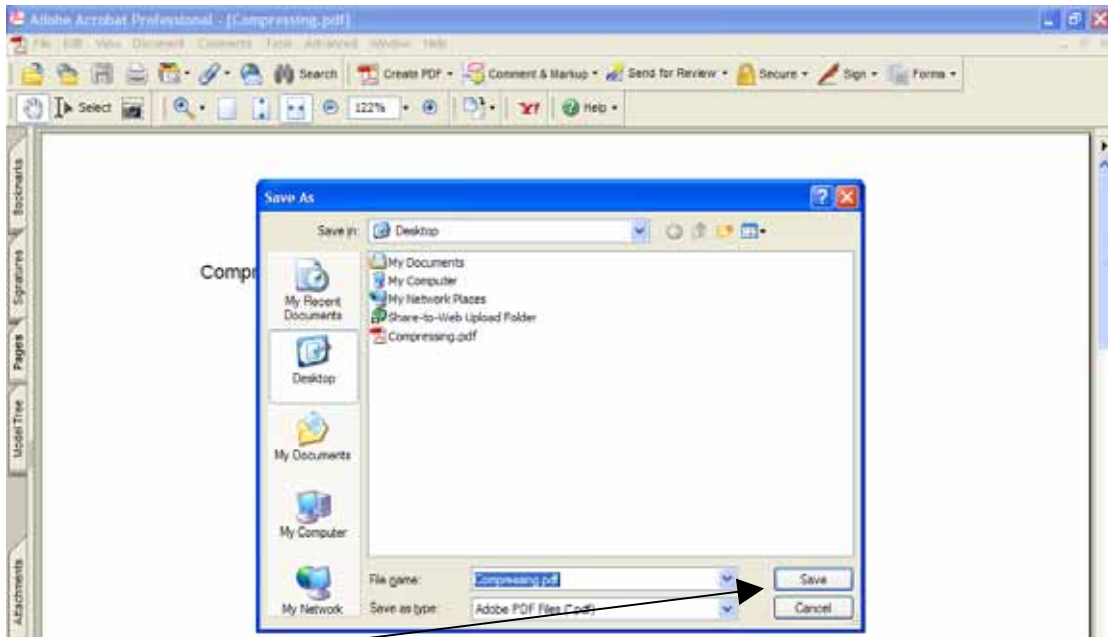 Adobe Acrobat Professional - [Compressing.pdf]
File Edit View Document Comments Tools Advanced Window Help
Search Create PDF Comment & Markup Send for Review Secure Sign Forms
Select 122% Y! Help
Bookmarks
Signatures
Pages
Model Tree
Attachments
Compr
Save As
Save in: Desktop
My Recent Documents
Desktop
My Documents
My Computer
My Network
My Documents
My Computer
My Network Places
Share-to-Web Upload Folder
Compressing.pdf
File name: Compressing.pdf Save
Save as type: Adobe PDF Files (*.pdf) Cancel